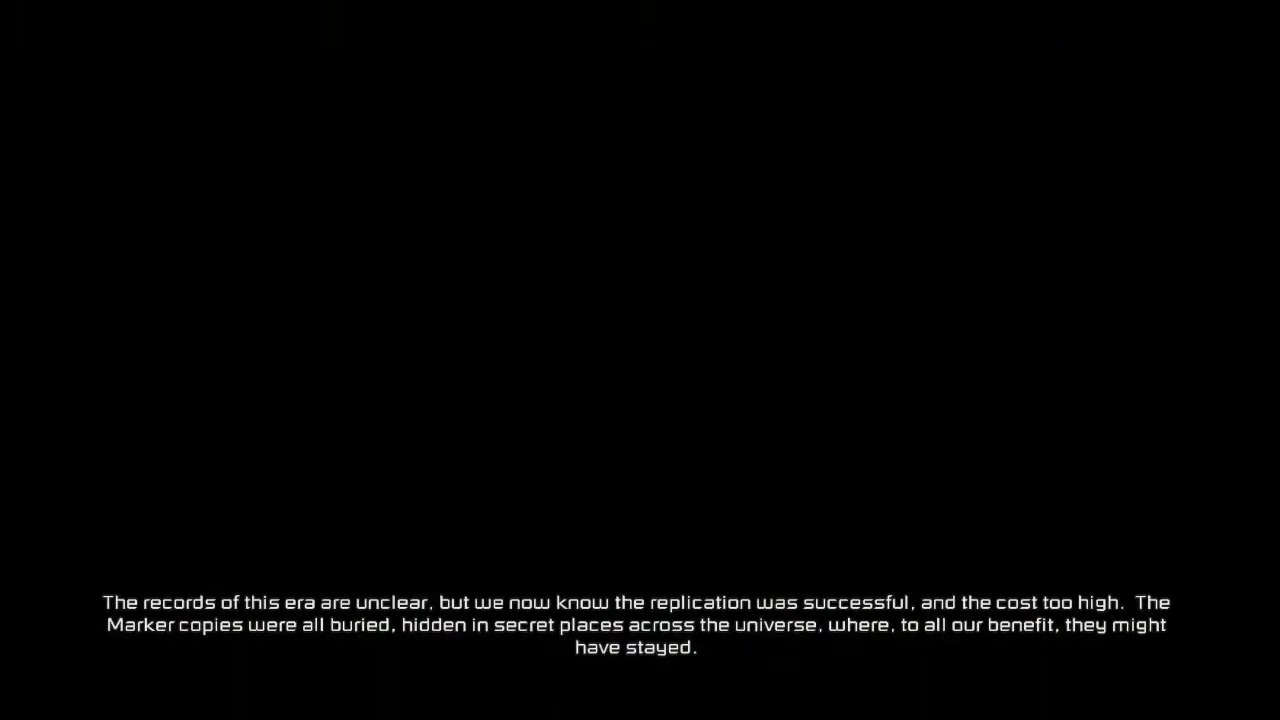 The records of this era are unclear, but we now know the replication was successful, and the cost too high.  The
Marker copies were all buried, hidden in secret places across the universe, where, to all our benefit, they might
have stayed.